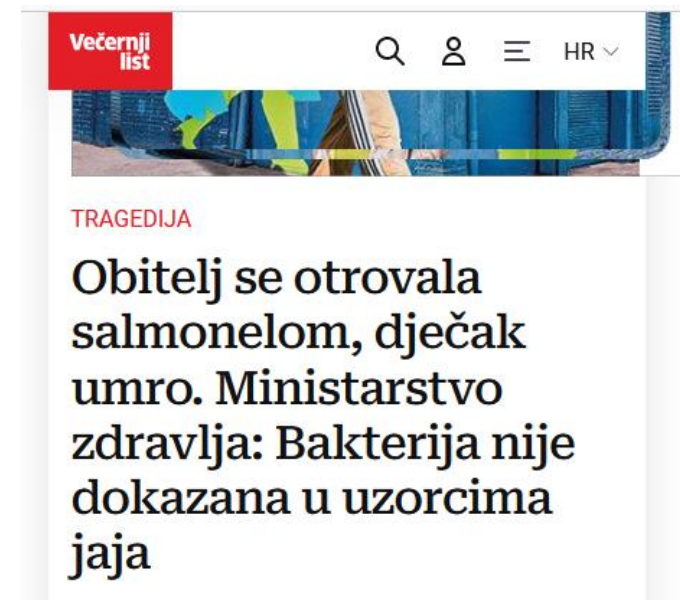 Večernji
list
HR
TRAGEDIJA
Obitelj se otrovala
salmonelom, dječak
umro. Ministarstvo
zdravlja: Bakterija nije
dokazana u uzorcima
jaja